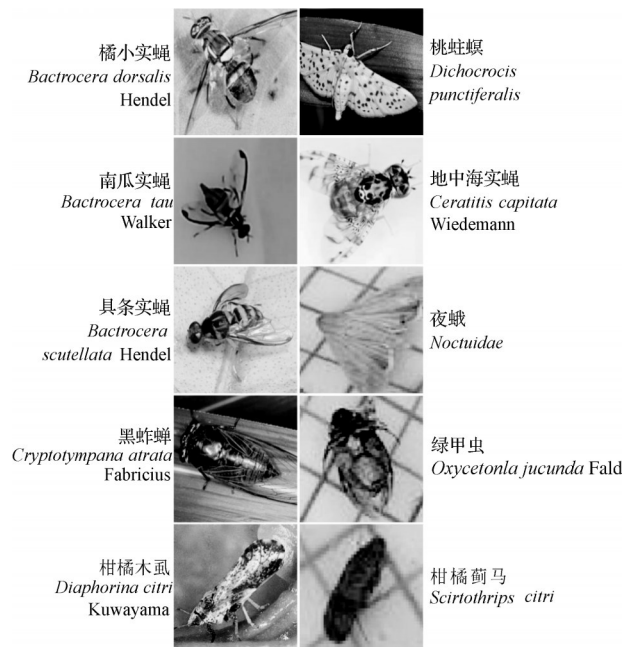 橘小实蝇
Bactrocera dorsalis
Hendel
桃蛀螟
Dichocrocis
punctiferalis
南瓜实蝇
Bactrocera tau
Walker
地中海实蝇
Ceratitis capitata
Wiedemann
具条实蝇
Bactrocera
scutellata Hendel
夜蛾
Noctuidae
黑蚱蝉
Cryptotympana atrata
Fabricius
绿甲虫
Oxycetonla jucunda Fald
柑橘木虱
Diaphorina citri
Kuwayama
柑橘蓟马
Scirtothrips citri